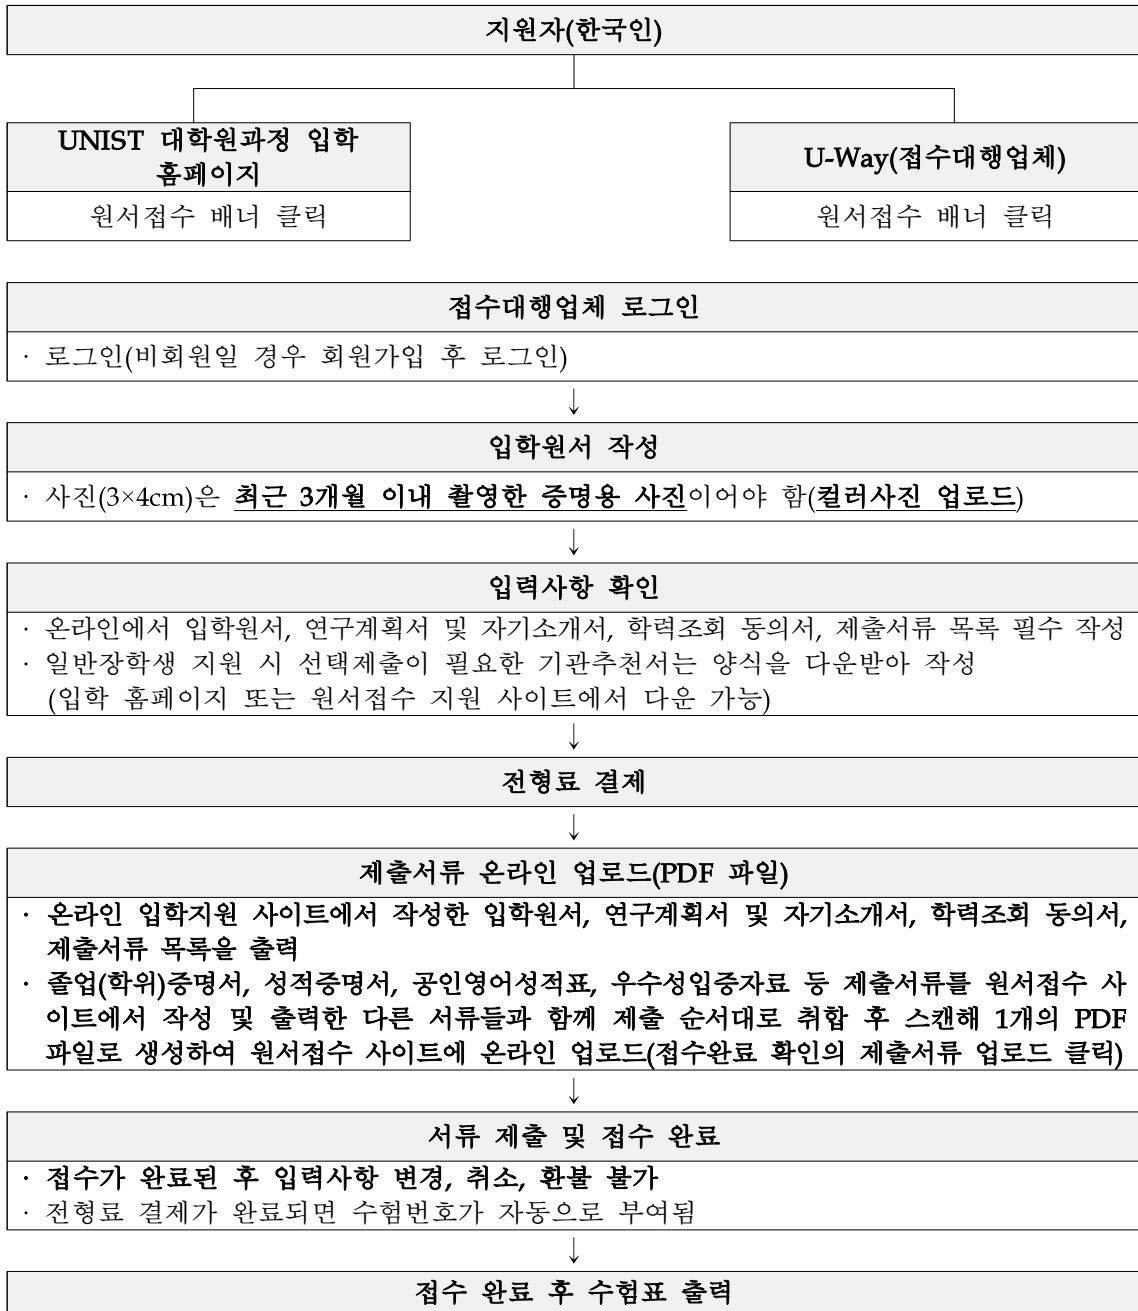 지원자(한국인)
UNIST 대학원과정 입학
홈페이지
원서접수 배너 클릭
U-Way(접수대행업체)
원서접수 배너 클릭
접수대행업체 로그인
· 로그인(비회원일 경우 회원가입 후 로그인)
↓
입학원서 작성
· 사진(3×4cm)은 최근 3개월 이내 촬영한 증명용 사진이어야 함(컬러사진 업로드)
↓
입력사항 확인
· 온라인에서 입학원서, 연구계획서 및 자기소개서, 학력조회 동의서, 제출서류 목록 필수 작성
· 일반장학생 지원 시 선택제출이 필요한 기관추천서는 양식을 다운받아 작성
(입학 홈페이지 또는 원서접수 지원 사이트에서 다운 가능)
↓
전형료 결제
↓
제출서류 온라인 업로드(PDF 파일)
· 온라인 입학지원 사이트에서 작성한 입학원서, 연구계획서 및 자기소개서, 학력조회 동의서,
제출서류 목록을 출력
· 졸업(학위)증명서, 성적증명서, 공인영어성적표, 우수성입증자료 등 제출서류를 원서접수 사
이트에서 작성 및 출력한 다른 서류들과 함께 제출 순서대로 취합 후 스캔해 1개의 PDF
파일로 생성하여 원서접수 사이트에 온라인 업로드(접수완료 확인의 제출서류 업로드 클릭)
↓
서류 제출 및 접수 완료
· 접수가 완료된 후 입력사항 변경, 취소, 환불 불가
· 전형료 결제가 완료되면 수험번호가 자동으로 부여됨
↓
접수 완료 후 수험표 출력